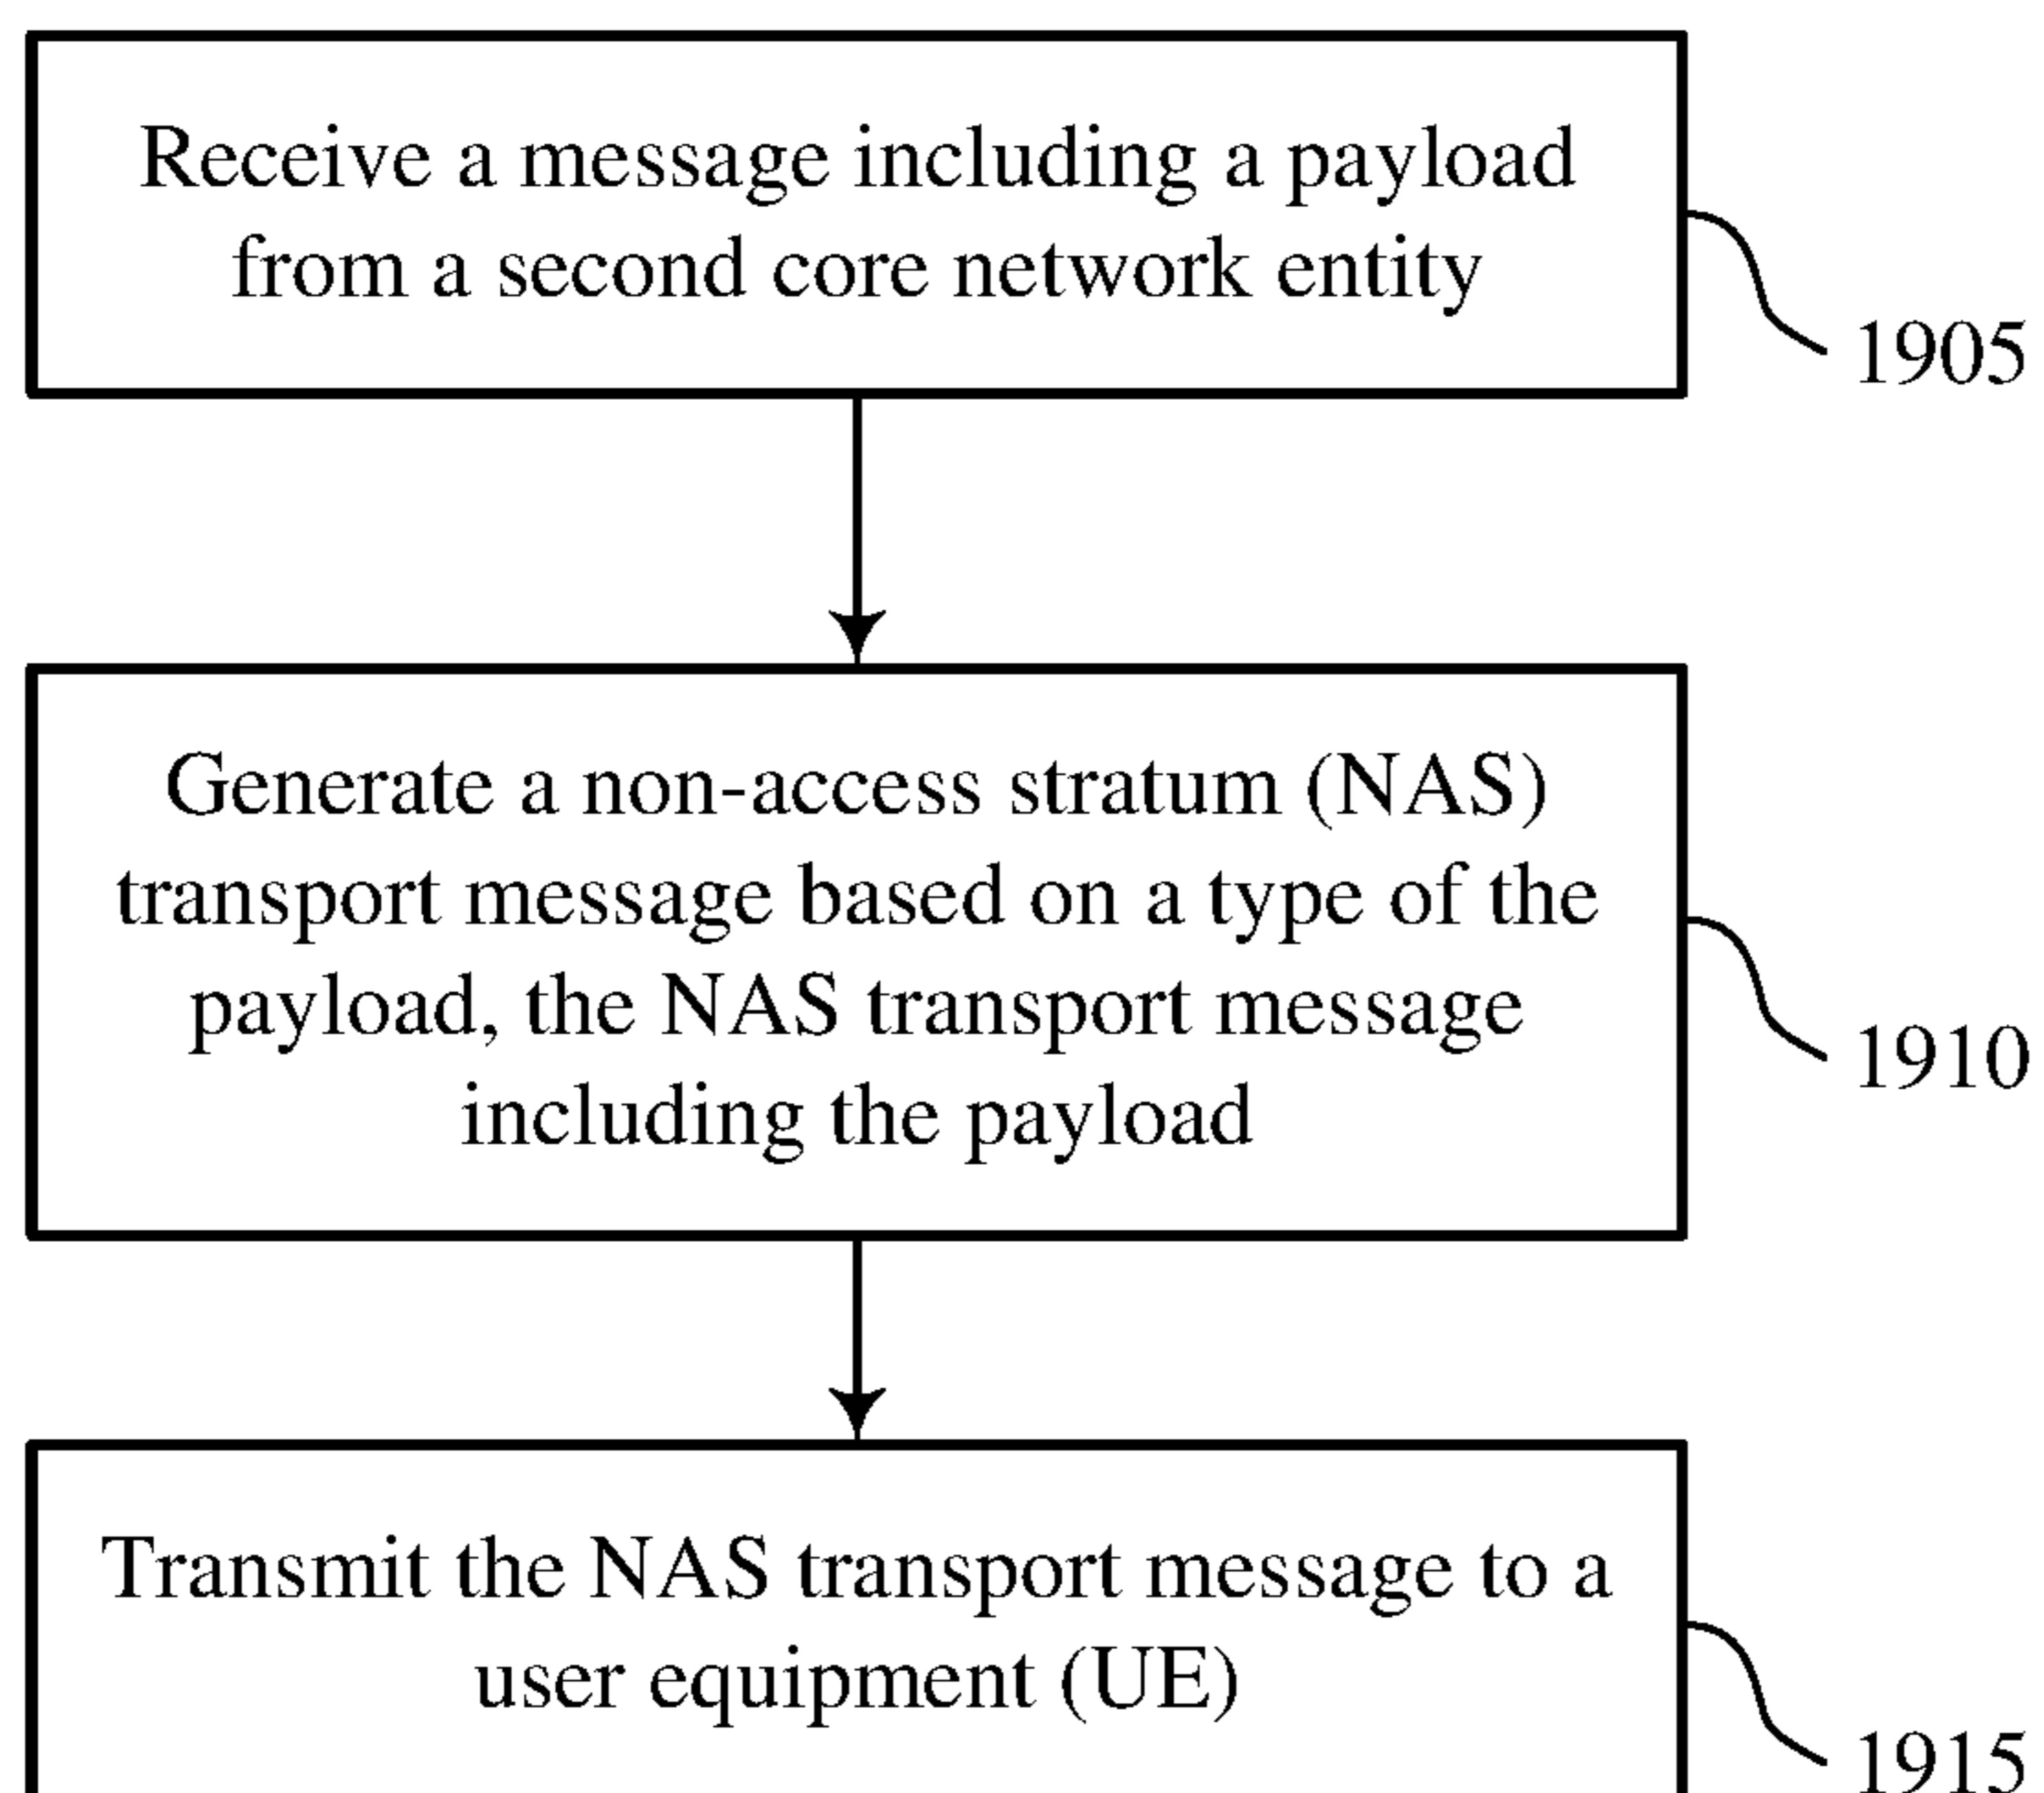 Receive a message including a payload
from a second core network entity
1905
Generate a non-access stratum (NAS)
transport message based on a type of the
payload, the NAS transport message
including the payload
1910
Transmit the NAS transport message to a
user equipment (UE)
1915